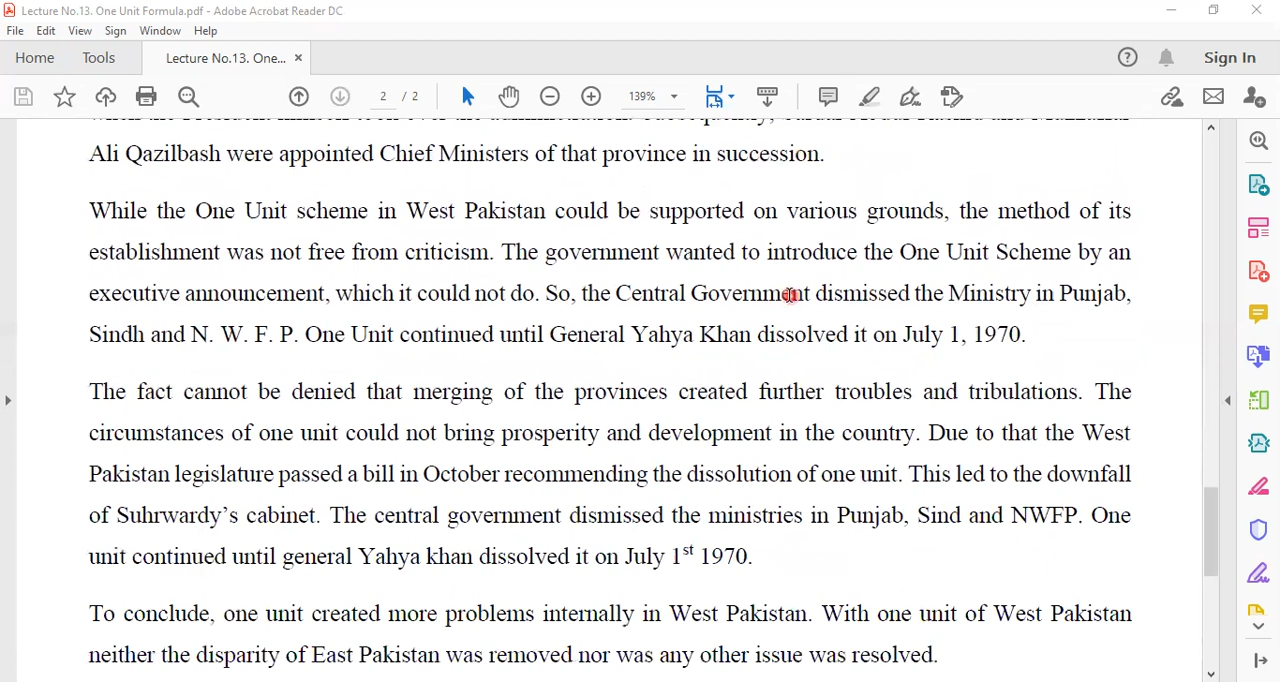 Lecture No.13. One Unit Formula.pdf - Adobe Acrobat Reader DC
File Edit View Sign Window Help
Home Tools Lecture No.13. One... × Sign In
2 / 2 139%
Ali Qazilbash were appointed Chief Ministers of that province in succession.
While the One Unit scheme in West Pakistan could be supported on various grounds, the method of its
establishment was not free from criticism. The government wanted to introduce the One Unit Scheme by an
executive announcement, which it could not do. So, the Central Government dismissed the Ministry in Punjab,
Sindh and N. W. F. P. One Unit continued until General Yahya Khan dissolved it on July 1, 1970.
The fact cannot be denied that merging of the provinces created further troubles and tribulations. The
circumstances of one unit could not bring prosperity and development in the country. Due to that the West
Pakistan legislature passed a bill in October recommending the dissolution of one unit. This led to the downfall
of Suhrwardy’s cabinet. The central government dismissed the ministries in Punjab, Sind and NWFP. One
unit continued until general Yahya khan dissolved it on July 1st 1970.
To conclude, one unit created more problems internally in West Pakistan. With one unit of West Pakistan
neither the disparity of East Pakistan was removed nor was any other issue was resolved.